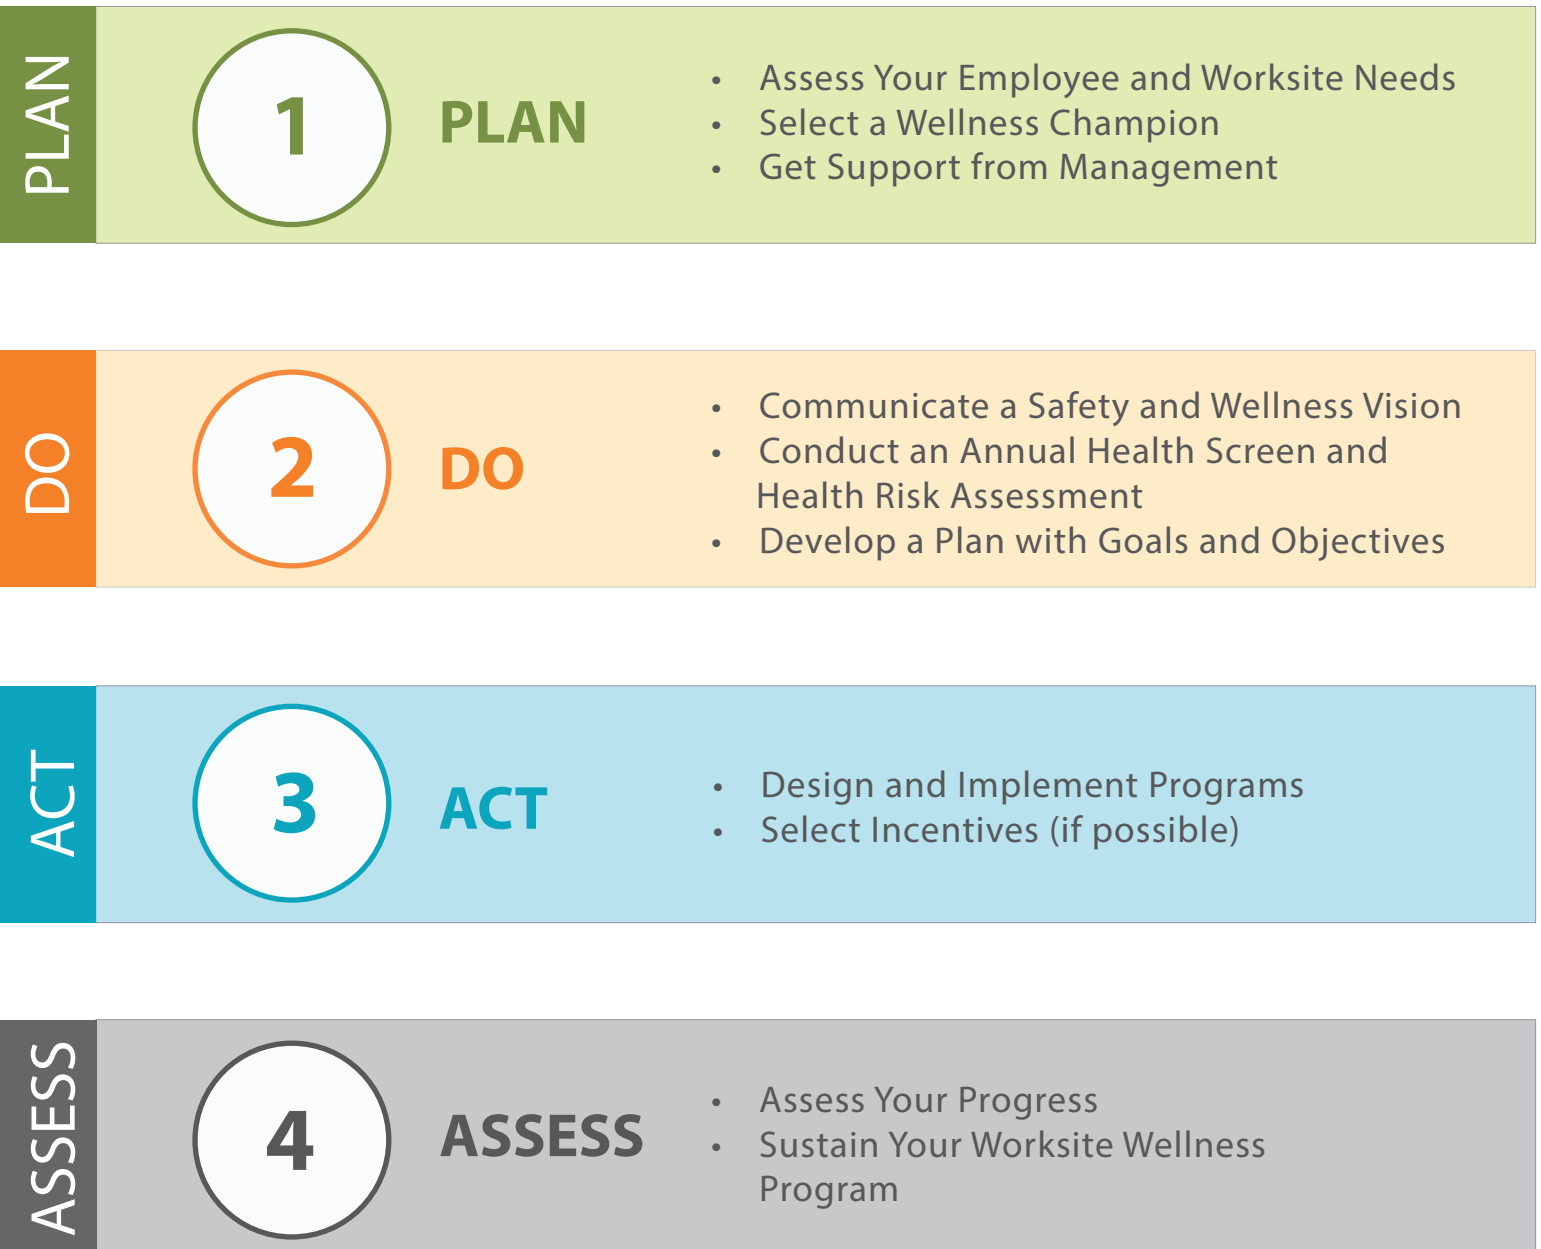 PLAN
1
PLAN
• Assess Your Employee and Worksite Needs
• Select a Wellness Champion
• Get Support from Management
DO
2
DO
• Communicate a Safety and Wellness Vision
• Conduct an Annual Health Screen and
Health Risk Assessment
• Develop a Plan with Goals and Objectives
ACT
3
ACT
• Design and Implement Programs
• Select Incentives (if possible)
ASSESS
4
ASSESS
• Assess Your Progress
• Sustain Your Worksite Wellness
Program